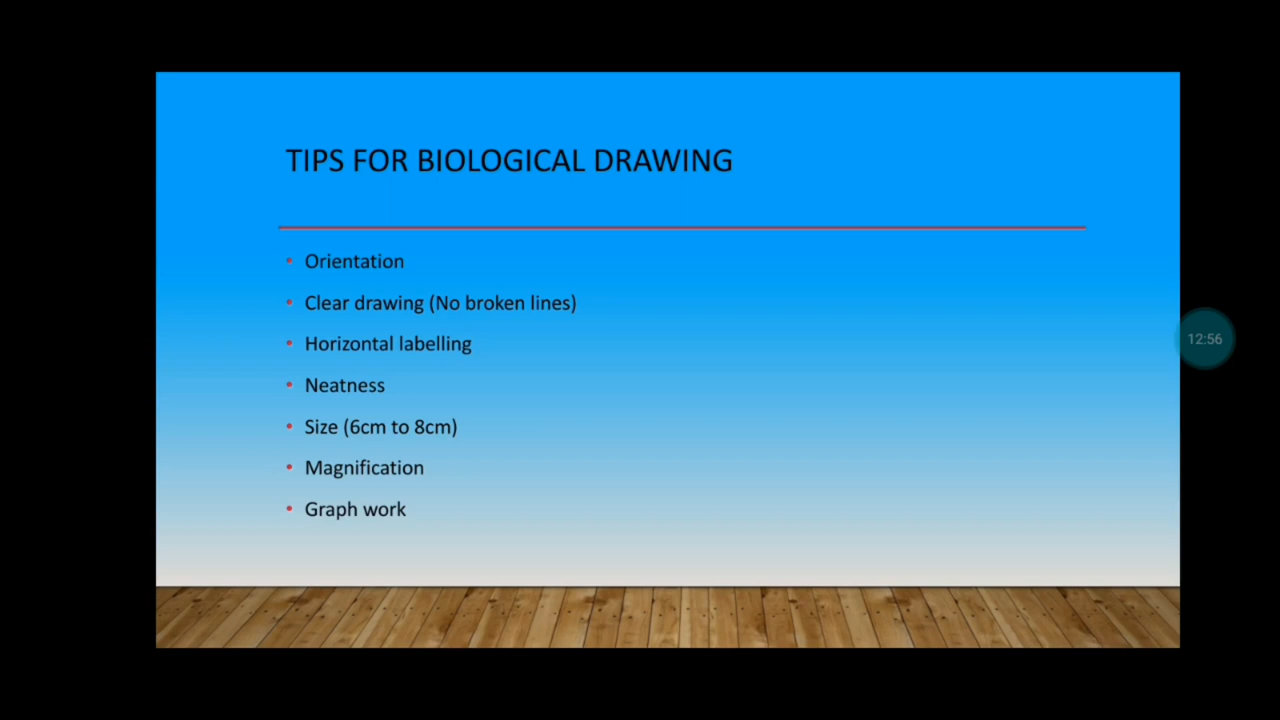 TIPS FOR BIOLOGICAL DRAWING
• Orientation
• Clear drawing (No broken lines)
• Horizontal labelling
• Neatness
• Size (6cm to 8cm)
• Magnification
• Graph work
12:56